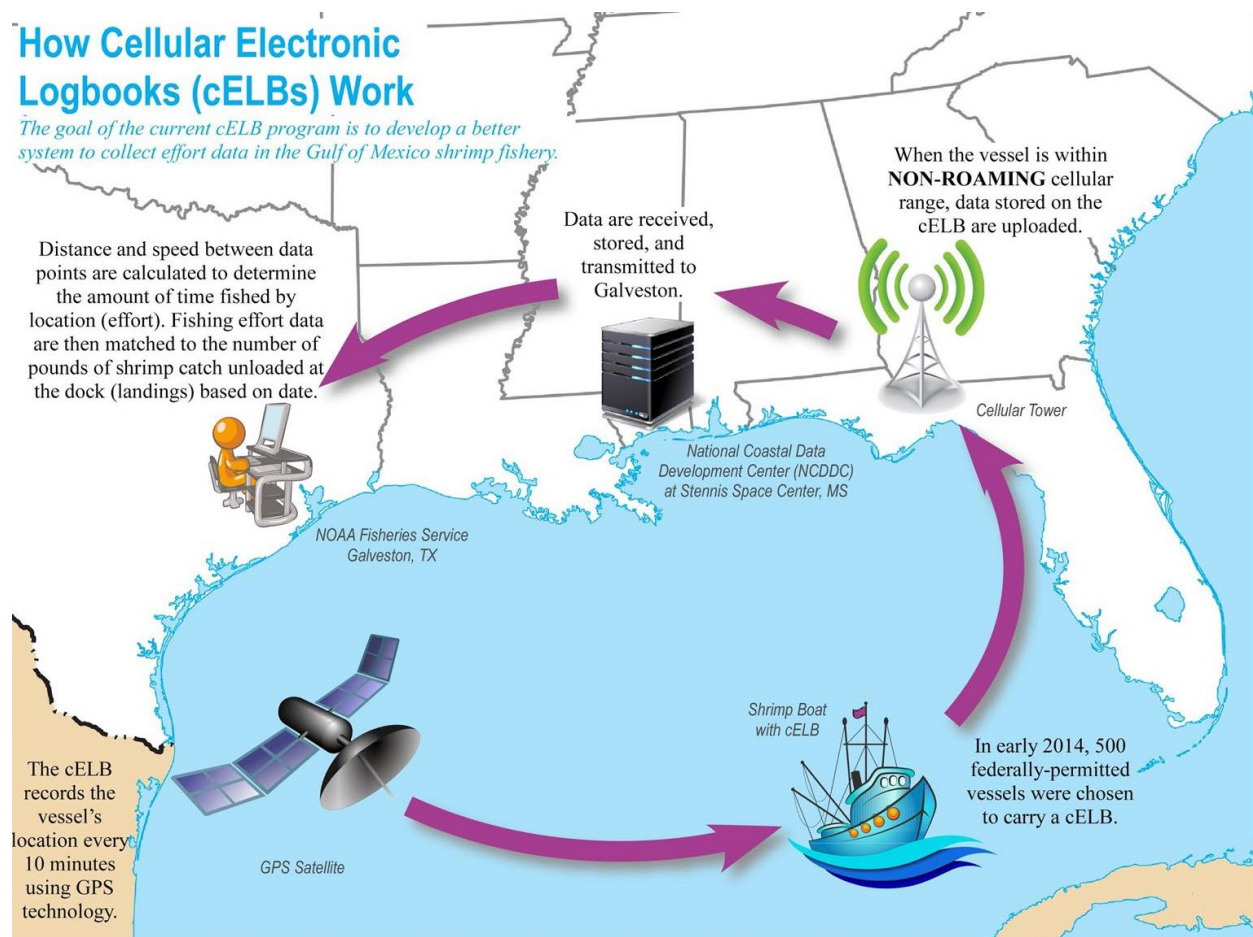 How Cellular Electronic
Logbooks (cELBs) Work
The goal of the current cELB program is to develop a better
system to collect effort data in the Gulf of Mexico shrimp fishery.
When the vessel is within
NON-ROAMING cellular
range, data stored on the
cELB are uploaded.
Data are received,
stored, and
transmitted to
Galveston.
Distance and speed between data
points are calculated to determine
the amount of time fished by
location (effort). Fishing effort data
are then matched to the number of
pounds of shrimp catch unloaded at
the dock (landings) based on date.
Cellular Tower
National Coastal Data
Development Center (NCDDC)
at Stennis Space Center, MS
NOAA Fisheries Service
Galveston, TX
Shrimp Boat
with cELB
In early 2014, 500
federally-permitted
vessels were chosen
to carry a cELB.
The cELB
records the
vessel's
location every
10 minutes
using GPS
technology.
GPS Satellite